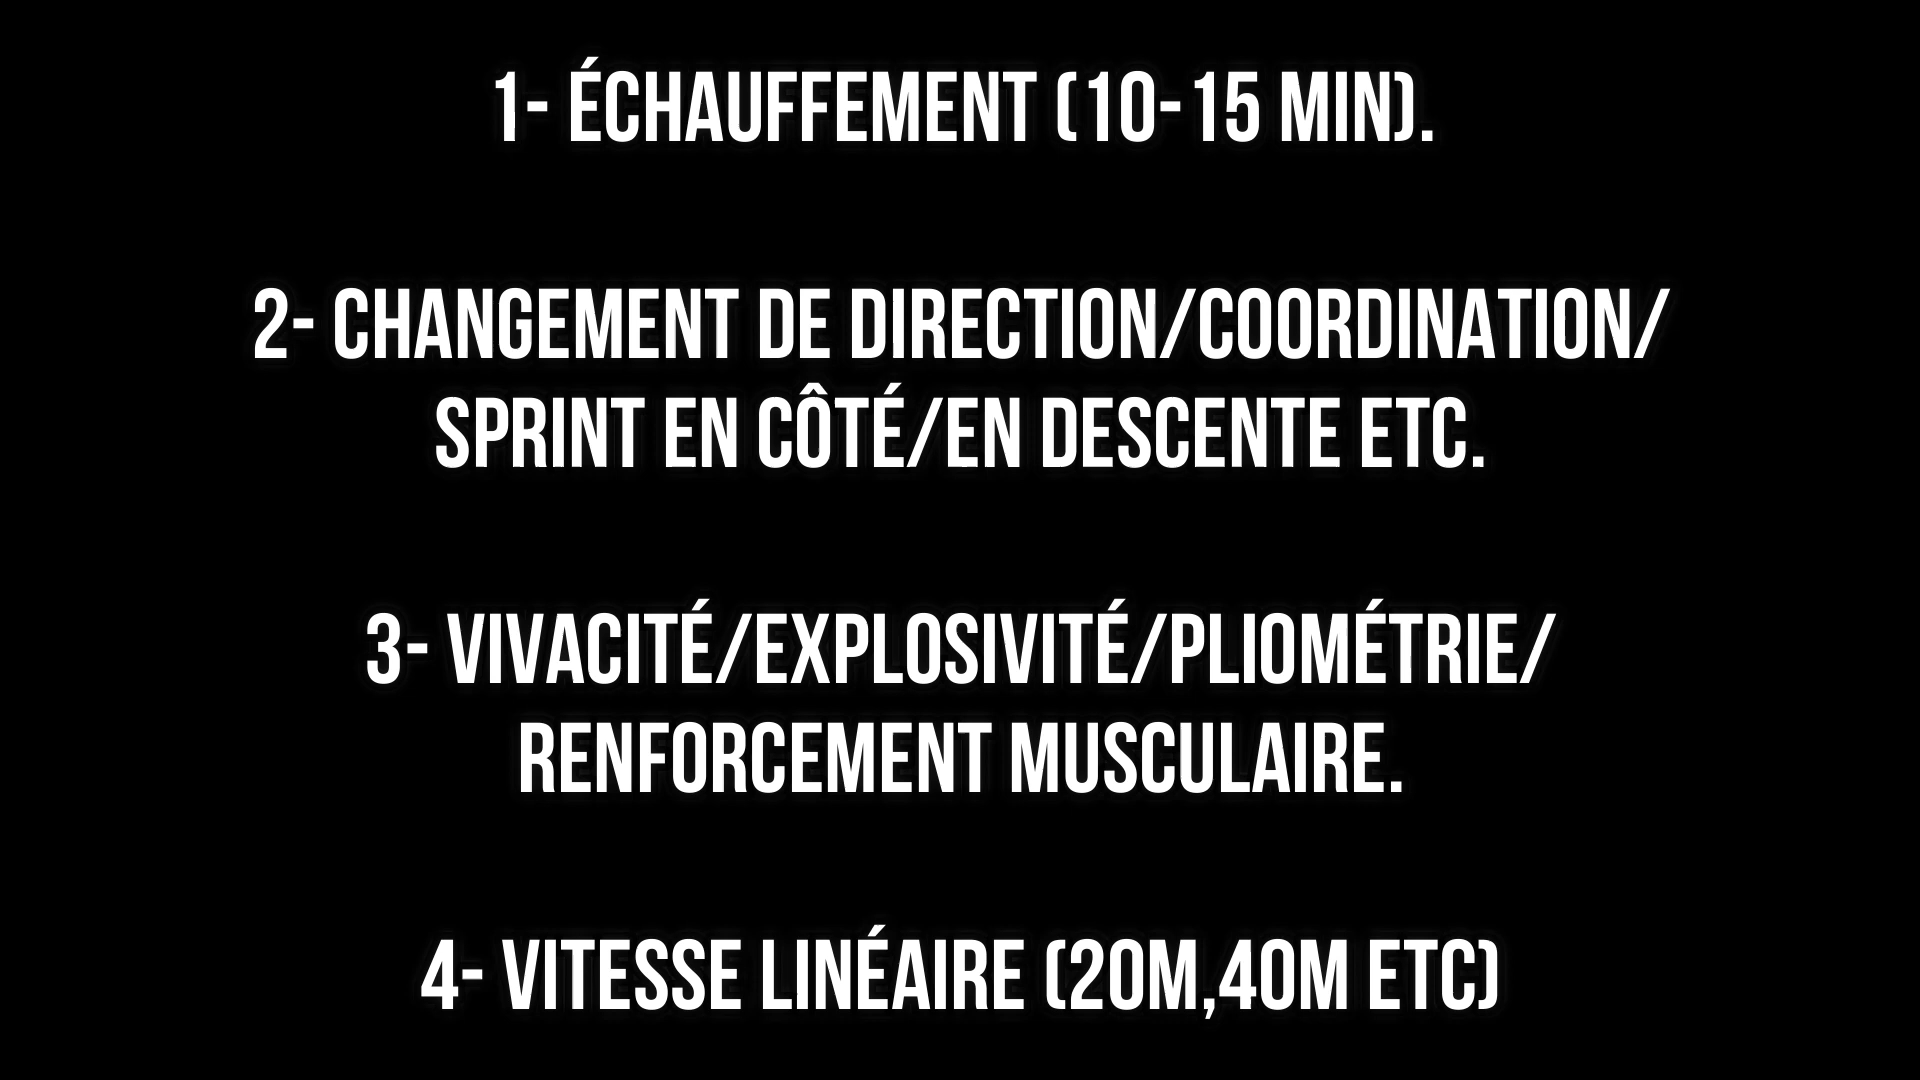 1- ÉCHAUFFEMENT (10-15 MIN).
2- CHANGEMENT DE DIRECTION/COORDINATION/
SPRINT EN CÔTÉ/EN DESCENTE ETC.
3- VIVACITÉ/EXPLOSIVITÉ/PLIOMÉTRIE/
RENFORCEMENT MUSCULAIRE.
4- VITESSE LINÉAIRE (20M,40M ETC)